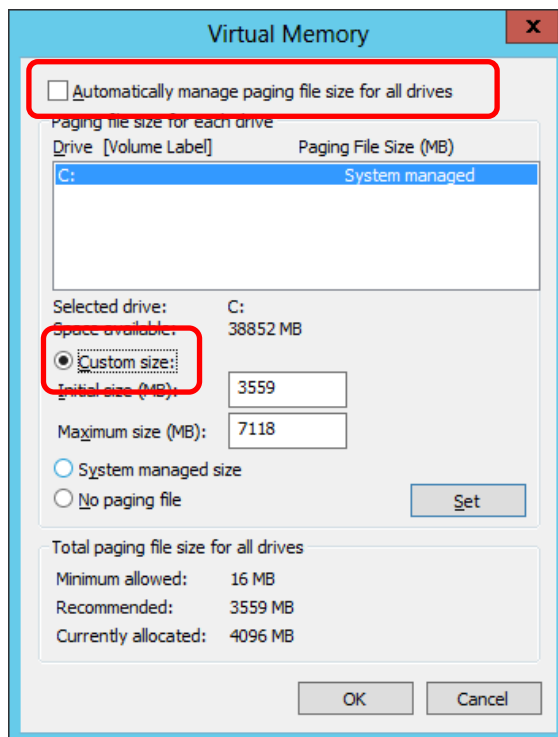 Virtual Memory
x
Automatically manage paging file size for all drives
Paging file size for each drive
Drive [Volume Label] Paging File Size (MB)
C: System managed
Selected drive: C:
Space available: 38852 MB
Custom size:
Initial size (MB): 3559
Maximum size (MB): 7118
System managed size
No paging file Set
Total paging file size for all drives
Minimum allowed: 16 MB
Recommended: 3559 MB
Currently allocated: 4096 MB
OK Cancel